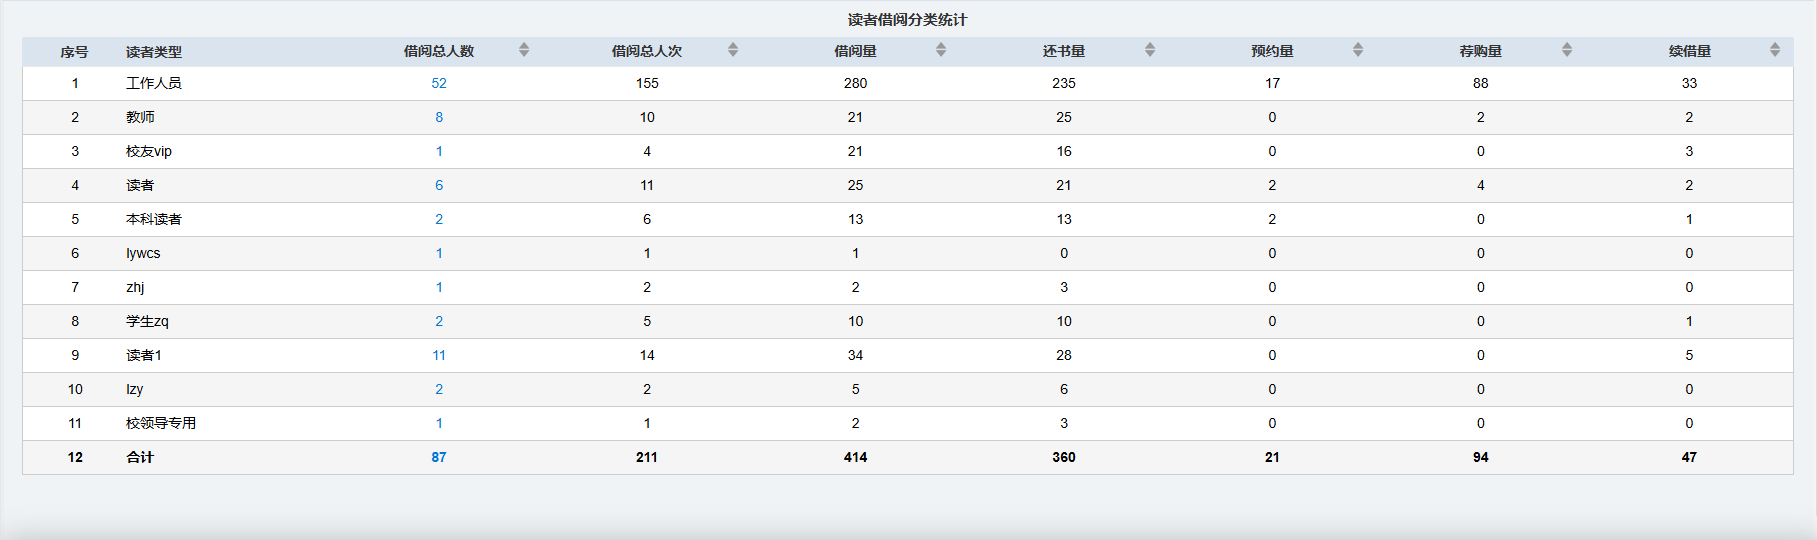 读者借阅分类统计
序号 读者类型 借阅总人数 借阅总人次 借阅量 还书量 预约量 荐购量 续借量
1 工作人员 52 155 280 235 17 88 33
2 教师 8 10 21 25 0 2 2
3 校友vip 1 4 21 16 0 0 3
4 读者 6 11 25 21 2 4 2
5 本科读者 2 6 13 13 2 0 1
6 lywcs 1 1 1 0 0 0 0
7 zhj 1 2 2 3 0 0 0
8 学生zq 2 5 10 10 0 0 1
9 读者1 11 14 34 28 0 0 5
10 lzy 2 2 5 6 0 0 0
11 校领导专用 1 1 2 3 0 0 0
12 合计 87 211 414 360 21 94 47